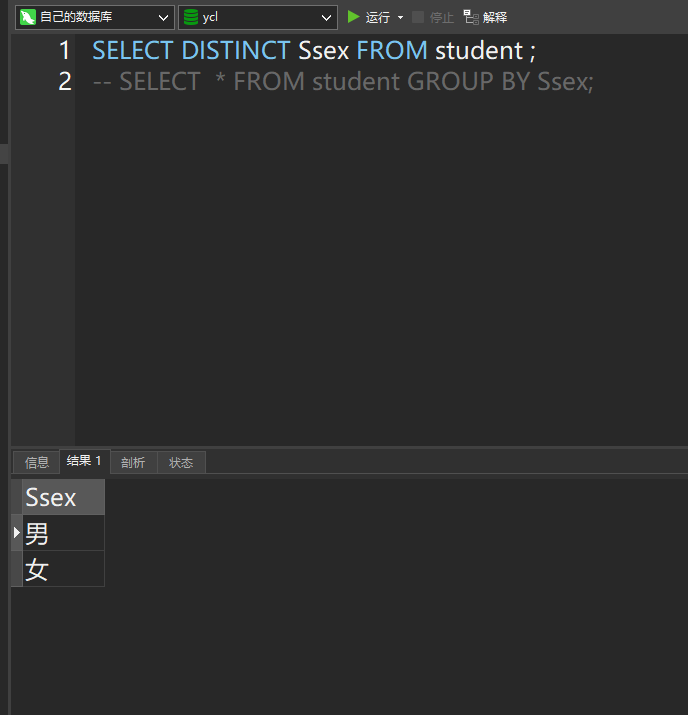 自己的数据库 ycl 运行 停止 解释
1 SELECT DISTINCT Ssex FROM student ;
2 -- SELECT  * FROM student GROUP BY Ssex;
信息 结果 1 剖析 状态
Ssex
男
女